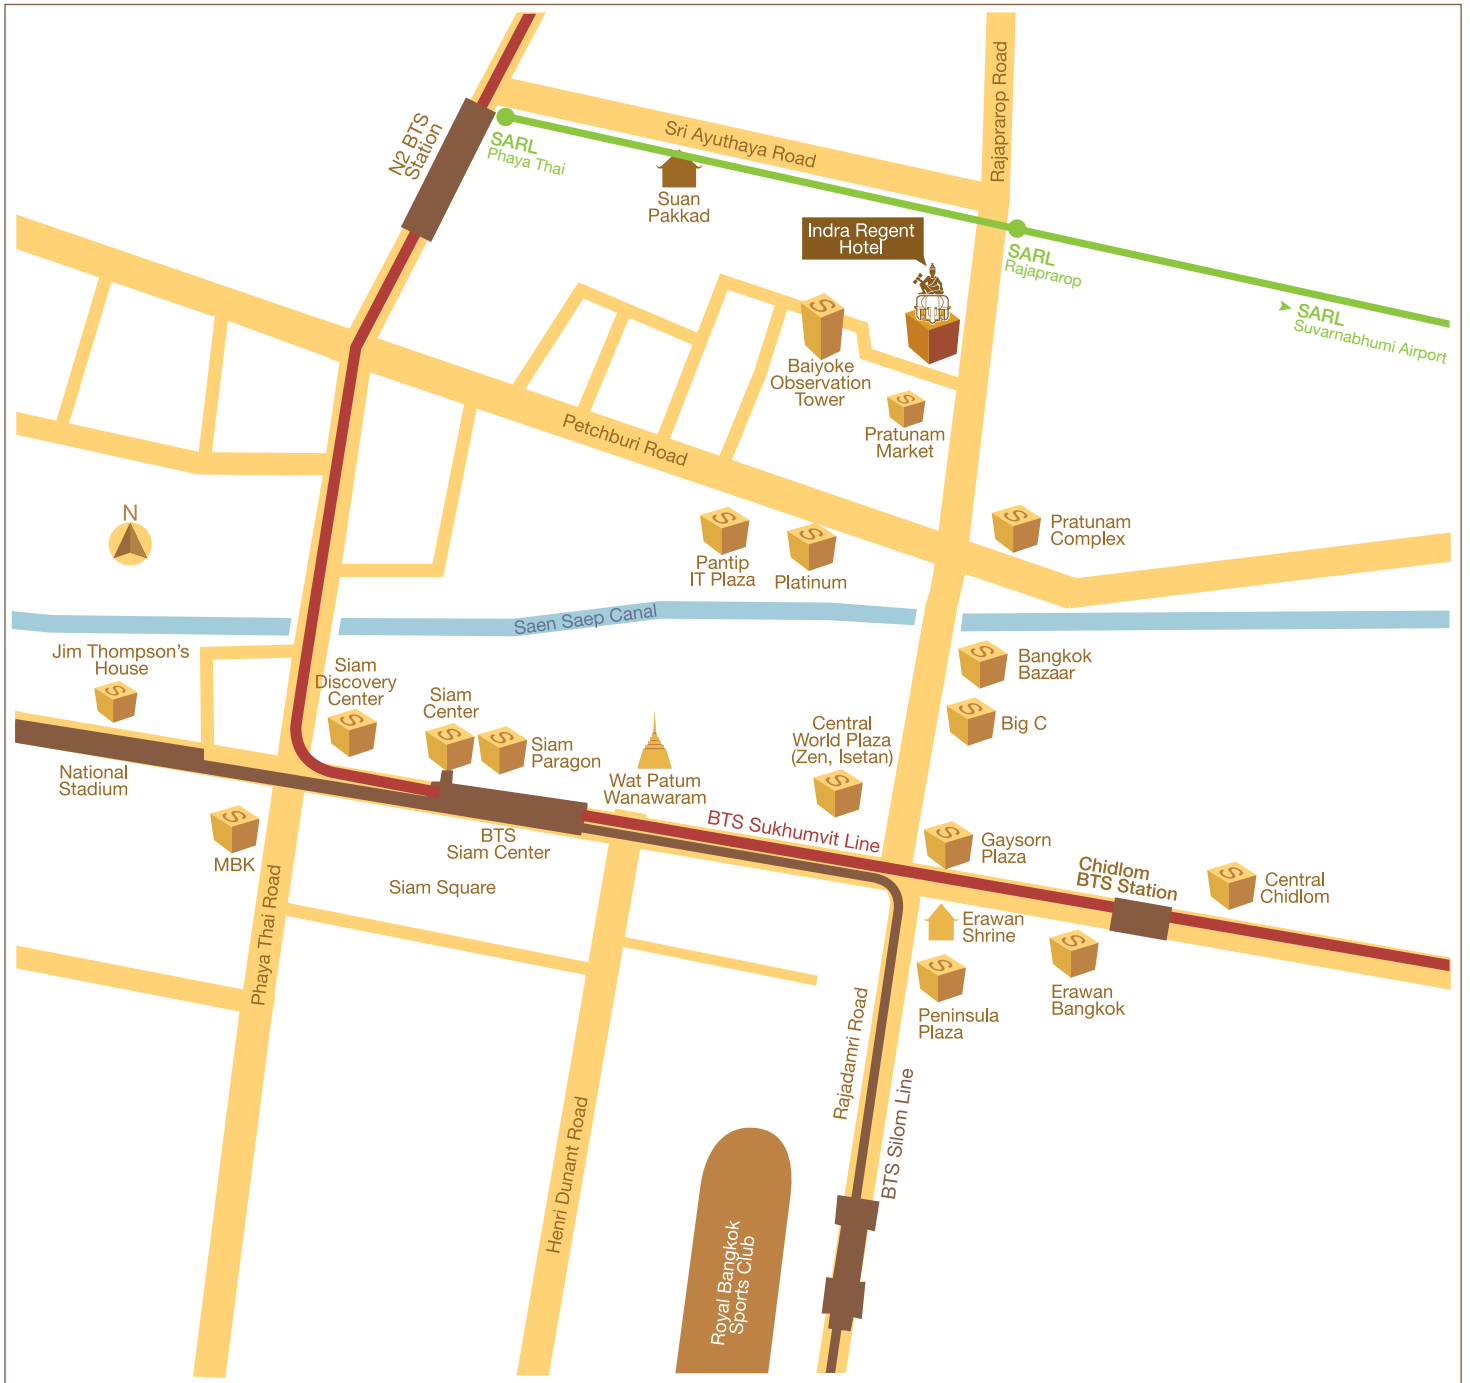 N2 BTS
Station
SARL
Phaya Thai
Sri Ayuthaya Road
Rajaprarop Road
Suan
Pakkad
Indra Regent
Hotel
SARL
Rajaprarop
SARL
Suvarnabhumi Airport
S
Baiyoke
Observation
Tower
S
Pratunam
Market
Petchburi Road
N
S
Pantip
IT Plaza
S
Platinum
S
Pratunam
Complex
Saen Saep Canal
Jim Thompson's
House
S
Siam
Discovery
Center
S
Siam
Center
S
S
Siam
Paragon
Wat Patum
Wanawaram
Central
World Plaza
(Zen, Isetan)
S
S
Bangkok
Bazaar
S
Big C
National
Stadium
S
MBK
BTS
Siam Center
Siam Square
BTS Sukhumvit Line
S
Gaysorn
Plaza
Chidlom
BTS Station
S
Central
Chidlom
Erawan
Shrine
S
Erawan
Bangkok
S
Peninsula
Plaza
Phaya Thai Road
Henri Dunant Road
Rajadamri Road
BTS Silom Line
Royal Bangkok
Sports Club